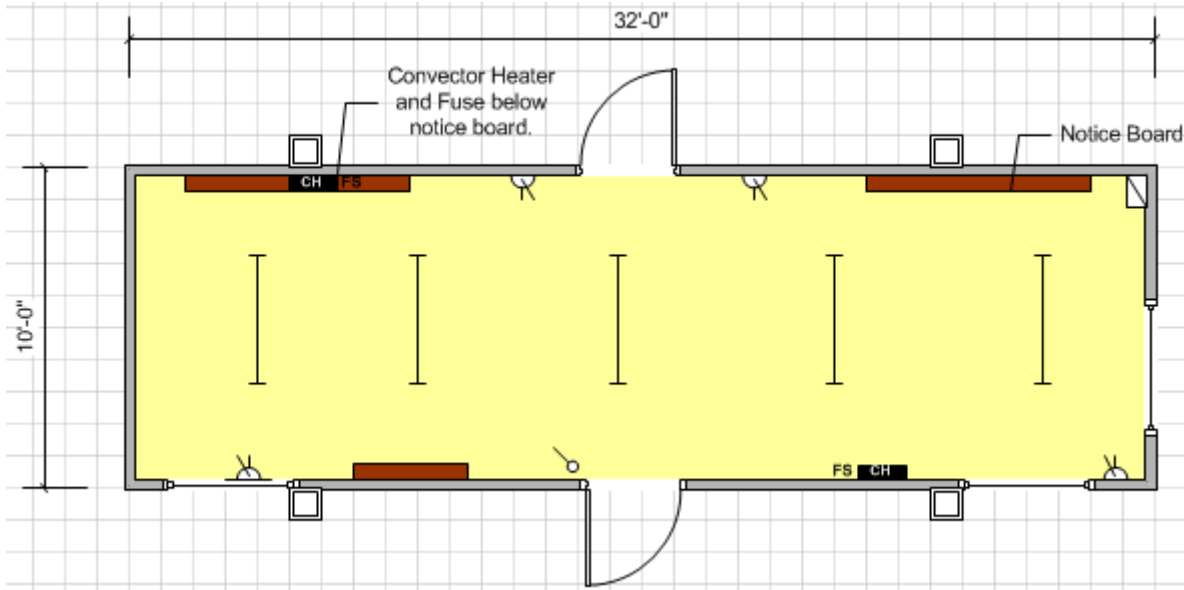 32'-0"
Convector Heater
and Fuse below
notice board.
Notice Board
CH FS
10'-0"
FS CH